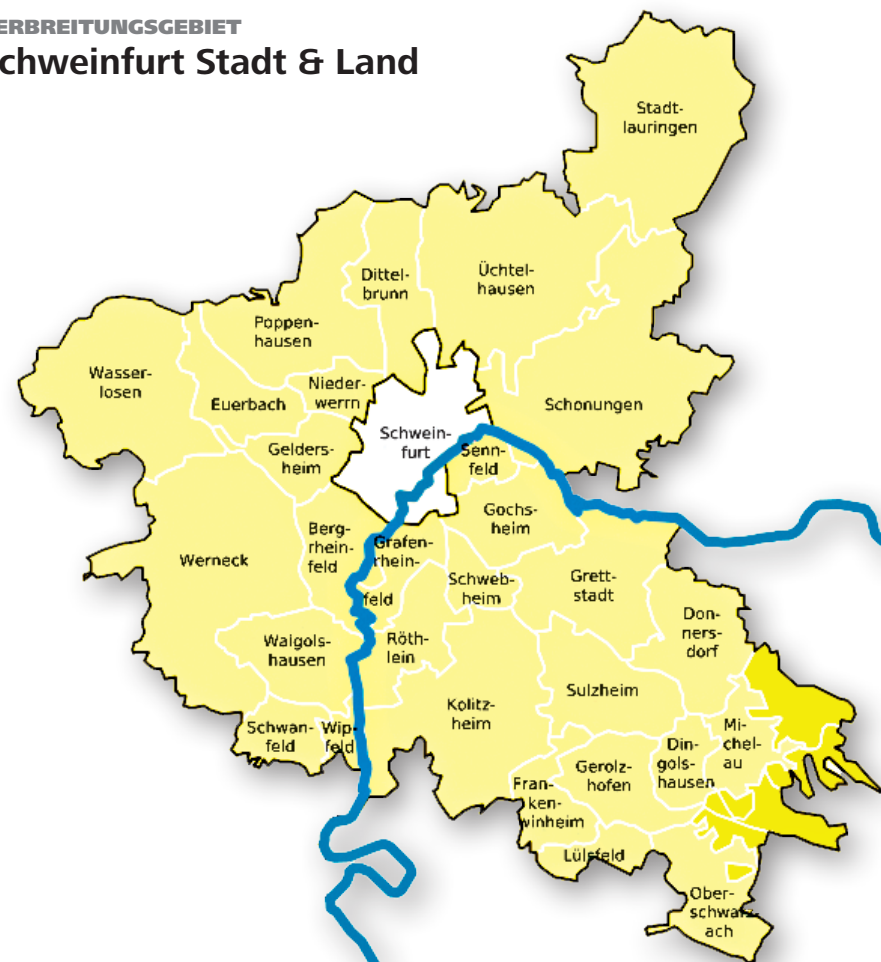 ERBREITUNGSGEBIET
chweinfurt Stadt & Land
Stadt-
lauringen
Üchtel-
hausen
Dittel-
brunn
Poppen-
hausen
Wasser-
losen
Euerbach
Nieder-
werrn
Schonungen
Schwein-
furt
Gelders-
heim
Senn-
feld
Gochs-
heim
Berg-
rhein-
feld
Grafen-
rhein-
feld
Werneck
Schweb-
heim
Grett-
stadt
Don-
ners-
dorf
Waigols-
hausen
Röth-
lein
Sulzheim
Kolitz-
heim
Schwan-
feld
Wip-
feld
Mi-
chel-
au
Din-
gols-
hausen
Gerolz-
hofen
Fran-
ken-
winheim
Lülsfeld
Ober-
schwarz-
ach